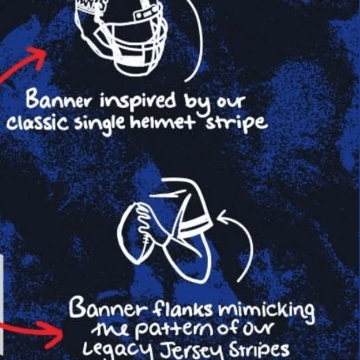 Banner inspired by our
classic single helmet stripe
Banner flanks mimicking
the pattern of our
Legacy Jersey Stripes